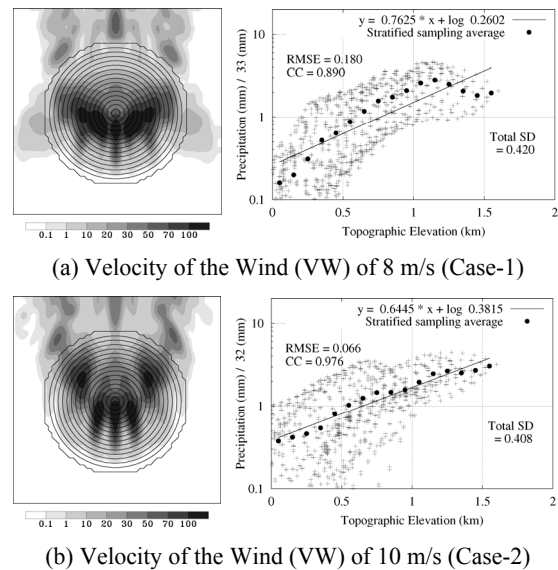 y = 0.7625 * x + log 0.2602
Stratified sampling average
RMSE = 0.180
CC = 0.890
Total SD
= 0.420
Precipitation (mm) / 33 (mm)
10
1
0.1
0 0.5 1 1.5 2
Topographic Elevation (km)
0.1 1 10 20 30 50 70 100
(a) Velocity of the Wind (VW) of 8 m/s (Case-1)
y = 0.6445 * x + log 0.3815
Stratified sampling average
RMSE = 0.066
CC = 0.976
Total SD
= 0.408
Precipitation (mm) / 32 (mm)
10
1
0.1
0 0.5 1 1.5 2
Topographic Elevation (km)
0.1 1 10 20 30 50 70 100
(b) Velocity of the Wind (VW) of 10 m/s (Case-2)